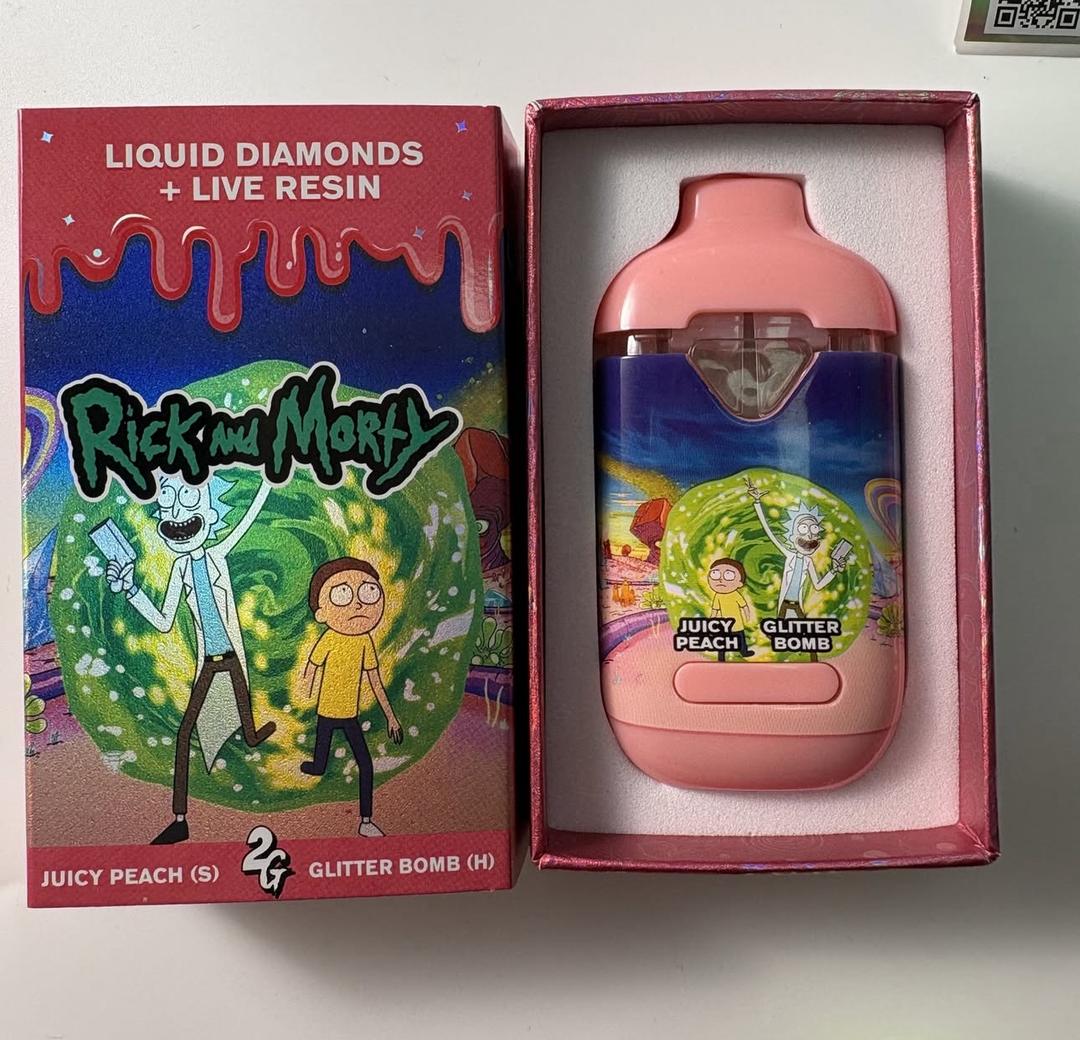 LIQUID DIAMONDS
+ LIVE RESIN
RICK AND MORTY
JUICY PEACH (S)
2G
GLITTER BOMB (H)
JUICY
PEACH
GLITTER
BOMB